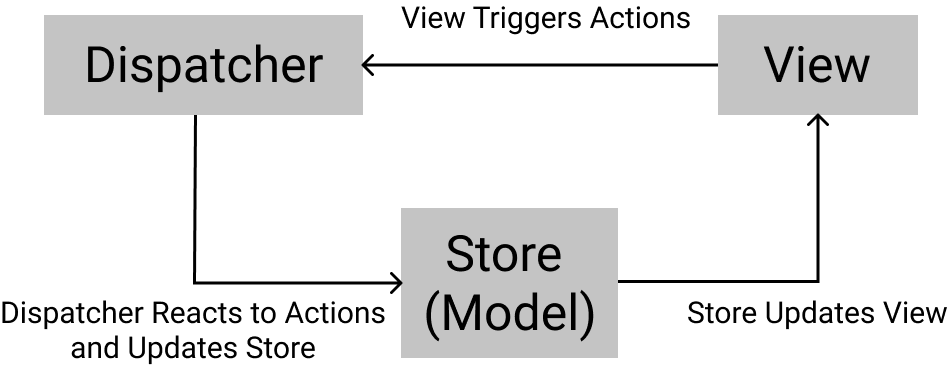 View Triggers Actions
Dispatcher
View
Store
(Model)
Dispatcher Reacts to Actions
and Updates Store
Store Updates View